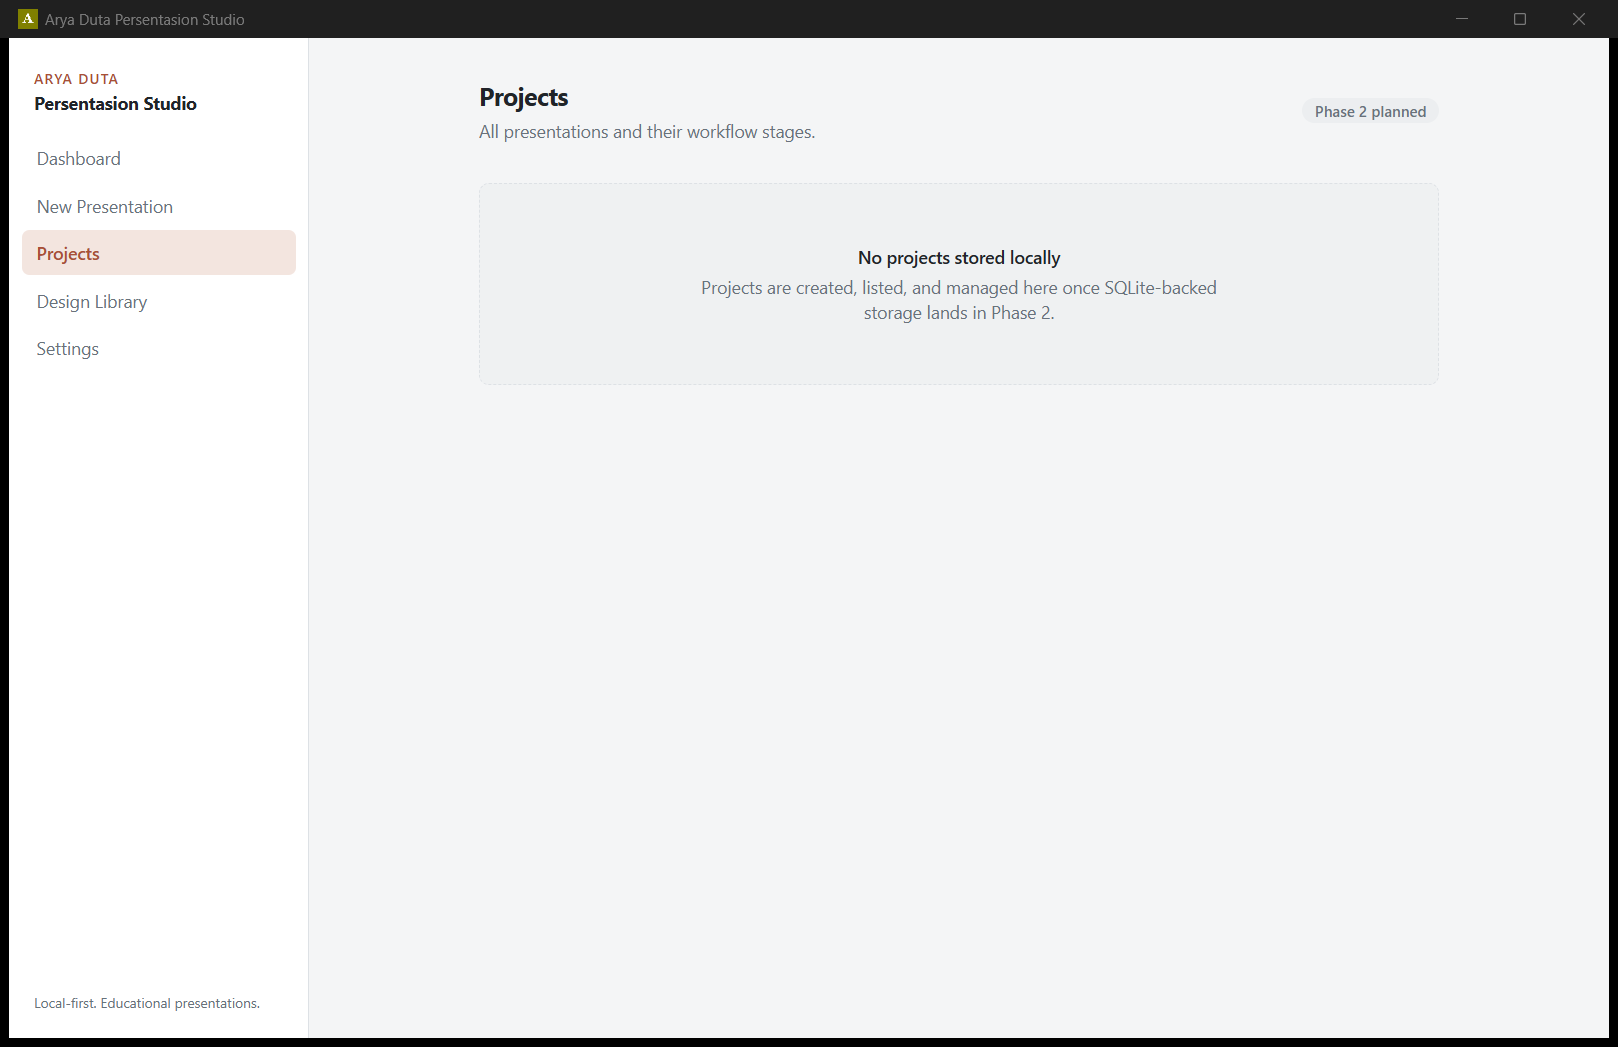 A Arya Duta Persentasion Studio
ARYA DUTA
Persentasion Studio
Dashboard
New Presentation
Projects
Design Library
Settings
Local-first. Educational presentations.
Projects
All presentations and their workflow stages.
Phase 2 planned
No projects stored locally
Projects are created, listed, and managed here once SQLite-backed
storage lands in Phase 2.